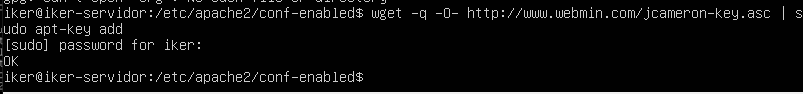 iker@iker-servidor:/etc/apache2/conf-enabled$ wget -q -O- http://www.webmin.com/jcameron-key.asc | s
udo apt-key add
[sudo] password for iker:
OK
iker@iker-servidor:/etc/apache2/conf-enabled$